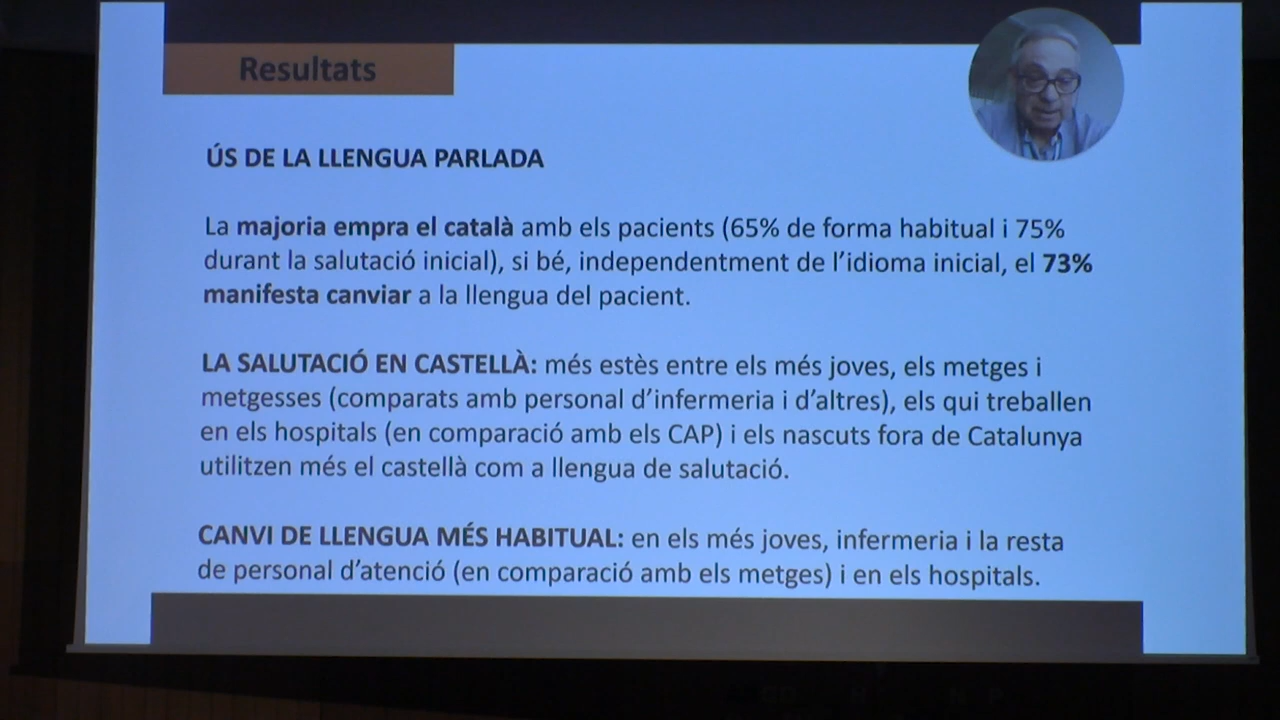 Resultats
ÚS DE LA LLENGUA PARLADA
La majoria empra el català amb els pacients (65% de forma habitual i 75%
durant la salutació inicial), si bé, independentment de l'idioma inicial, el 73%
manifesta canviar a la llengua del pacient.
LA SALUTACIÓ EN CASTELLÀ: més estès entre els més joves, els metges i
metgesses (comparats amb personal d'infermeria i d'altres), els qui treballen
en els hospitals (en comparació amb els CAP) i els nascuts fora de Catalunya
utilitzen més el castellà com a llengua de salutació.
CANVI DE LLENGUA MÉS HABITUAL: en els més joves, infermeria i la resta
de personal d'atenció (en comparació amb els metges) i en els hospitals.